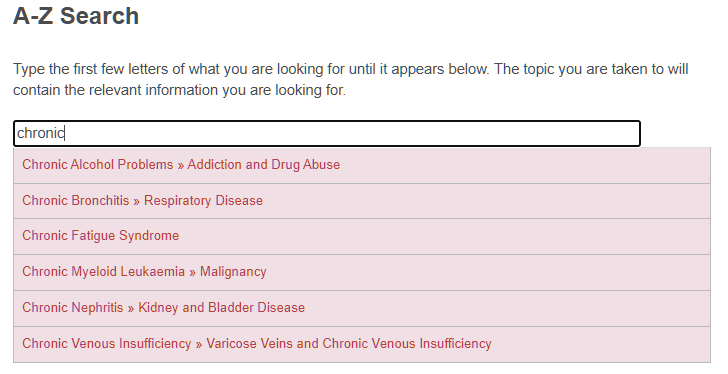 A-Z Search
Type the first few letters of what you are looking for until it appears below. The topic you are taken to will
contain the relevant information you are looking for.
chronic
Chronic Alcohol Problems » Addiction and Drug Abuse
Chronic Bronchitis » Respiratory Disease
Chronic Fatigue Syndrome
Chronic Myeloid Leukaemia » Malignancy
Chronic Nephritis » Kidney and Bladder Disease
Chronic Venous Insufficiency » Varicose Veins and Chronic Venous Insufficiency